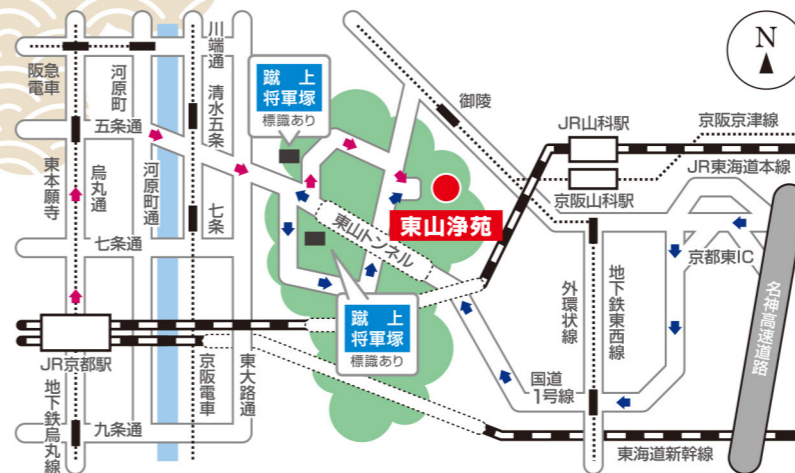 N
阪急電車
河原町
川端通
清水五条
五条通
烏丸通
東本願寺
河原町通
七条
七条通
JR京都駅
地下鉄烏丸線
九条通
京阪電車
東大路通
蹴上
将軍塚
標識あり
東山浄苑
東山トンネル
蹴上
将軍塚
標識あり
御陵
JR山科駅
京阪京津線
JR東海道本線
京阪山科駅
京都東IC
外環状線
地下鉄東西線
名神高速道路
国道
1号線
東海道新幹線